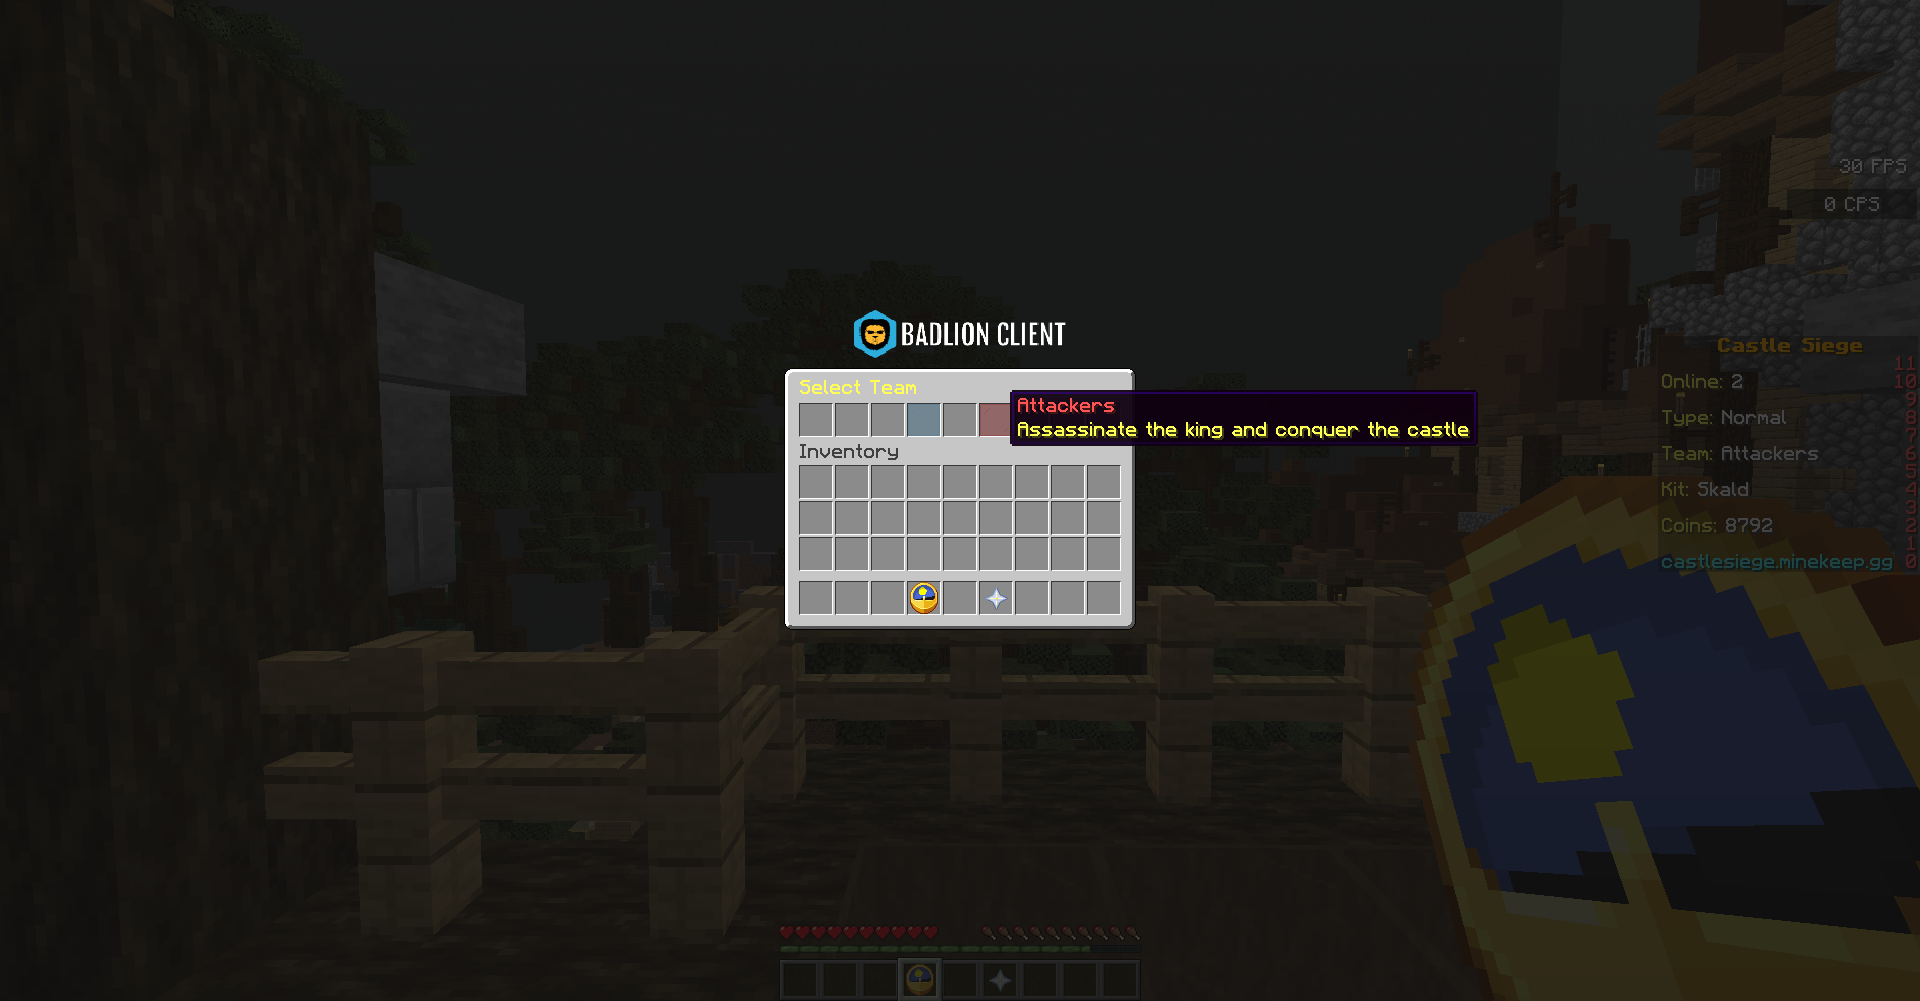 30 FPS
0 CPS
BADLION CLIENT
Select Team
Attackers
Assassinate the king and conquer the castle
Inventory
Castle Siege
11
Online: 2
10
9
Type: Normal
8
7
Team: Attackers
6
5
Kit: Skald
4
3
Coins: 8792
2
1
castlesiege.minekeep.gg
0